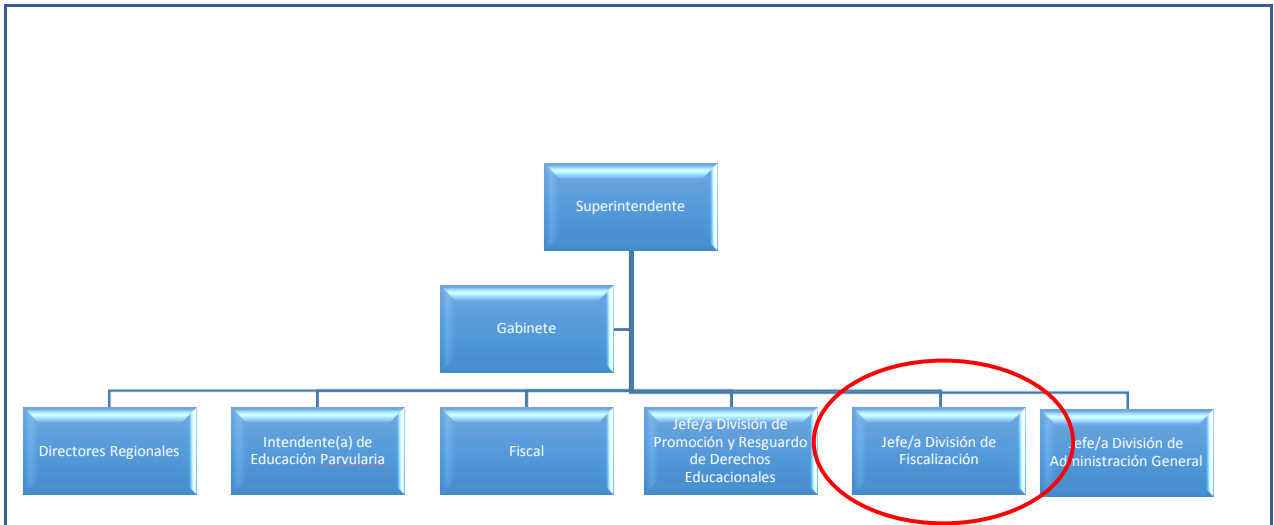 Superintendente
Gabinete
Directores Regionales
Intendente(a) de
Educación Parvularia
Fiscal
Jefe/a División de
Promoción y Resguardo
de Derechos
Educacionales
Jefe/a División de
Fiscalización
Jefe/a División de
Administración General